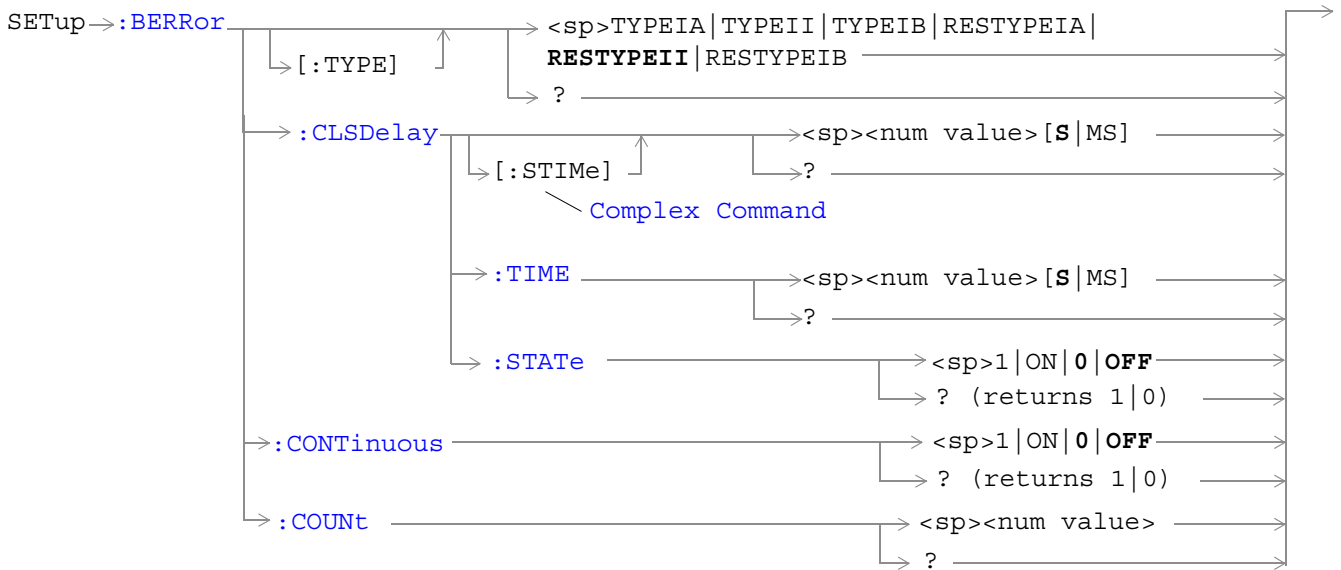 SETup :BERRor <sp>TYPEIA|TYPEII|TYPEIB|RESTYPEIA|
[:TYPE] RESTYPEII|RESTYPEIB
?
:CLSDelay <sp><num value>[S|MS]
[:STIMe] ?
Complex Command
:TIME <sp><num value>[S|MS]
?
:STATe <sp>1|ON|0|OFF
? (returns 1|0)
:CONTinuous <sp>1|ON|0|OFF
? (returns 1|0)
:COUNt <sp><num value>
?